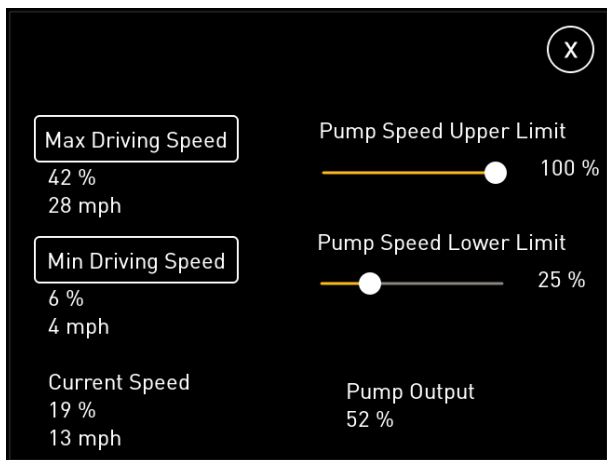 X
Max Driving Speed
42 %
28 mph
Pump Speed Upper Limit
100 %
Min Driving Speed
6 %
4 mph
Pump Speed Lower Limit
25 %
Current Speed
19 %
13 mph
Pump Output
52 %